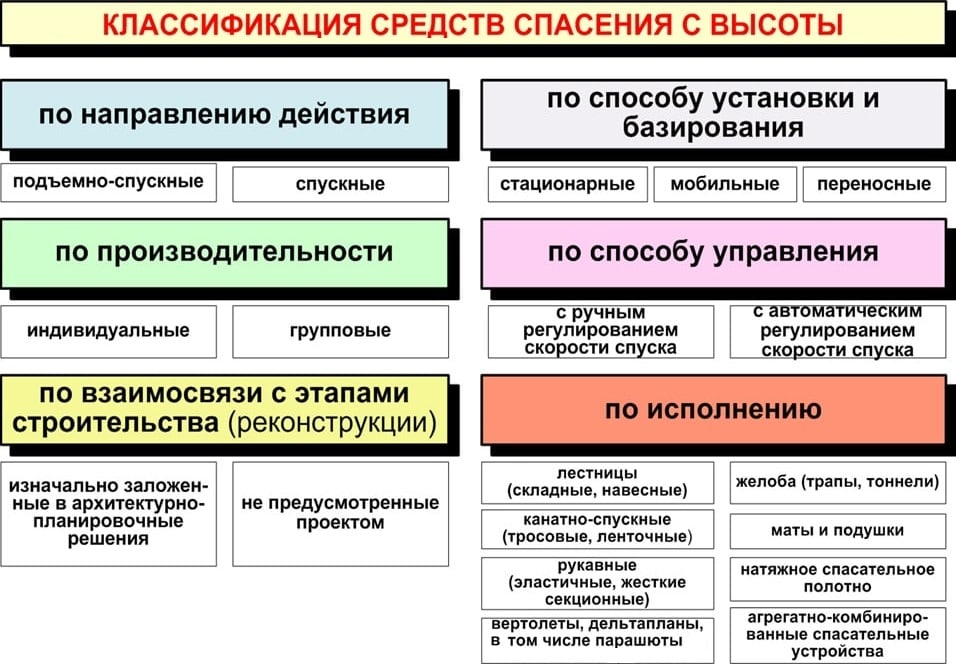 КЛАССИФИКАЦИЯ СРЕДСТВ СПАСЕНИЯ С ВЫСОТЫ
по направлению действия
подъемно-спускные
спускные
по способу установки и
базирования
стационарные
мобильные
переносные
по производительности
индивидуальные
групповые
по способу управления
с ручным
регулированием
скорости спуска
с автоматическим
регулированием
скорости спуска
по взаимосвязи с этапами
строительства (реконструкции)
изначально заложен-
ные в архитектурно-
планировочные
решения
не предусмотренные
проектом
по исполнению
лестницы
(складные, навесные)
желоба (трапы, тоннели)
канатно-спускные
(тросовые, ленточные)
маты и подушки
рукавные
(эластичные, жесткие
секционные)
натяжное спасательное
полотно
вертолеты, дельтапланы,
в том числе парашюты
агрегатно-комбиниро-
ванные спасательные
устройства